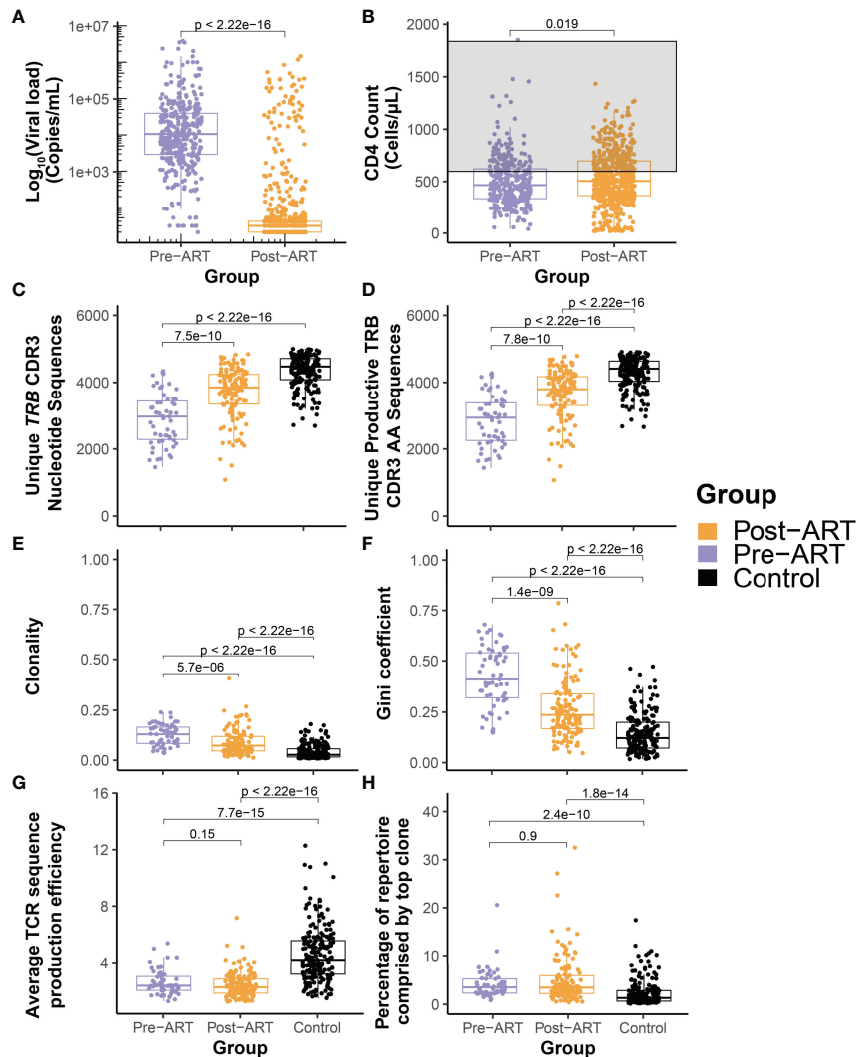 A
p < 2.22e−16
1e+07
1e+05
1e+03
Log10(Viral load)
(Copies/mL)
Pre−ART
Post−ART
Group
B
0.019
2000
1500
1000
500
0
CD4 Count
(Cells/µL)
Pre−ART
Post−ART
Group
C
p < 2.22e−16
7.5e−10
6000
4000
2000
0
Unique TRB CDR3
Nucleotide Sequences
D
p < 2.22e−16
p < 2.22e−16
7.8e−10
6000
4000
2000
0
Unique Productive TRB
CDR3 AA Sequences
E
p < 2.22e−16
p < 2.22e−16
5.7e−06
1.00
0.75
0.50
0.25
0.00
Clonality
F
p < 2.22e−16
p < 2.22e−16
1.4e−09
1.00
0.75
0.50
0.25
0.00
Gini coefficient
G
p < 2.22e−16
7.7e−15
0.15
16
12
8
4
Average TCR sequence
production efficiency
Pre−ART
Post−ART
Control
Group
H
1.8e−14
2.4e−10
0.9
40
30
20
10
0
Percentage of repertoire
comprised by top clone
Pre−ART
Post−ART
Control
Group
Group
Post−ART
Pre−ART
Control